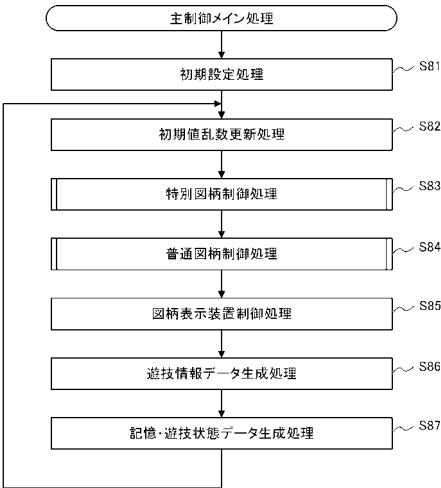 主制御メイン処理
初期設定処理
S81
初期値乱数更新処理
S82
特別図柄制御処理
S83
普通図柄制御処理
S84
図柄表示装置制御処理
S85
遊技情報データ生成処理
S86
記憶・遊技状態データ生成処理
S87